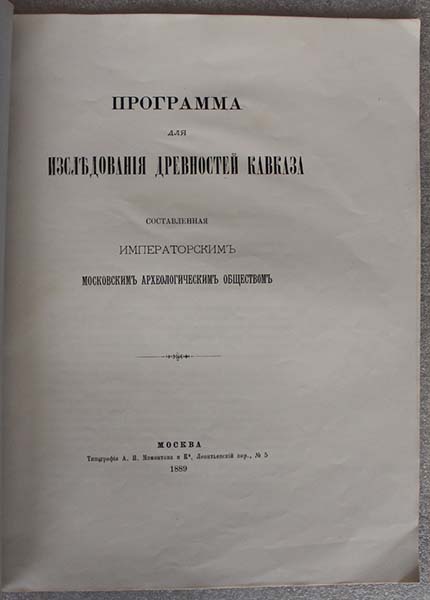 ПРОГРАММА
ДЛЯ
ИЗСЛѢДОВАНІЯ ДРЕВНОСТЕЙ КАВКАЗА
СОСТАВЛЕННАЯ
ИМПЕРАТОРСКИМЪ
МОСКОВСКИМЪ АРХЕОЛОГИЧЕСКИМЪ ОБЩЕСТВОМЪ
МОСКВА
Типографія А. И. Мамонтова и Кº, Леонтьевскій пер., № 5
1889